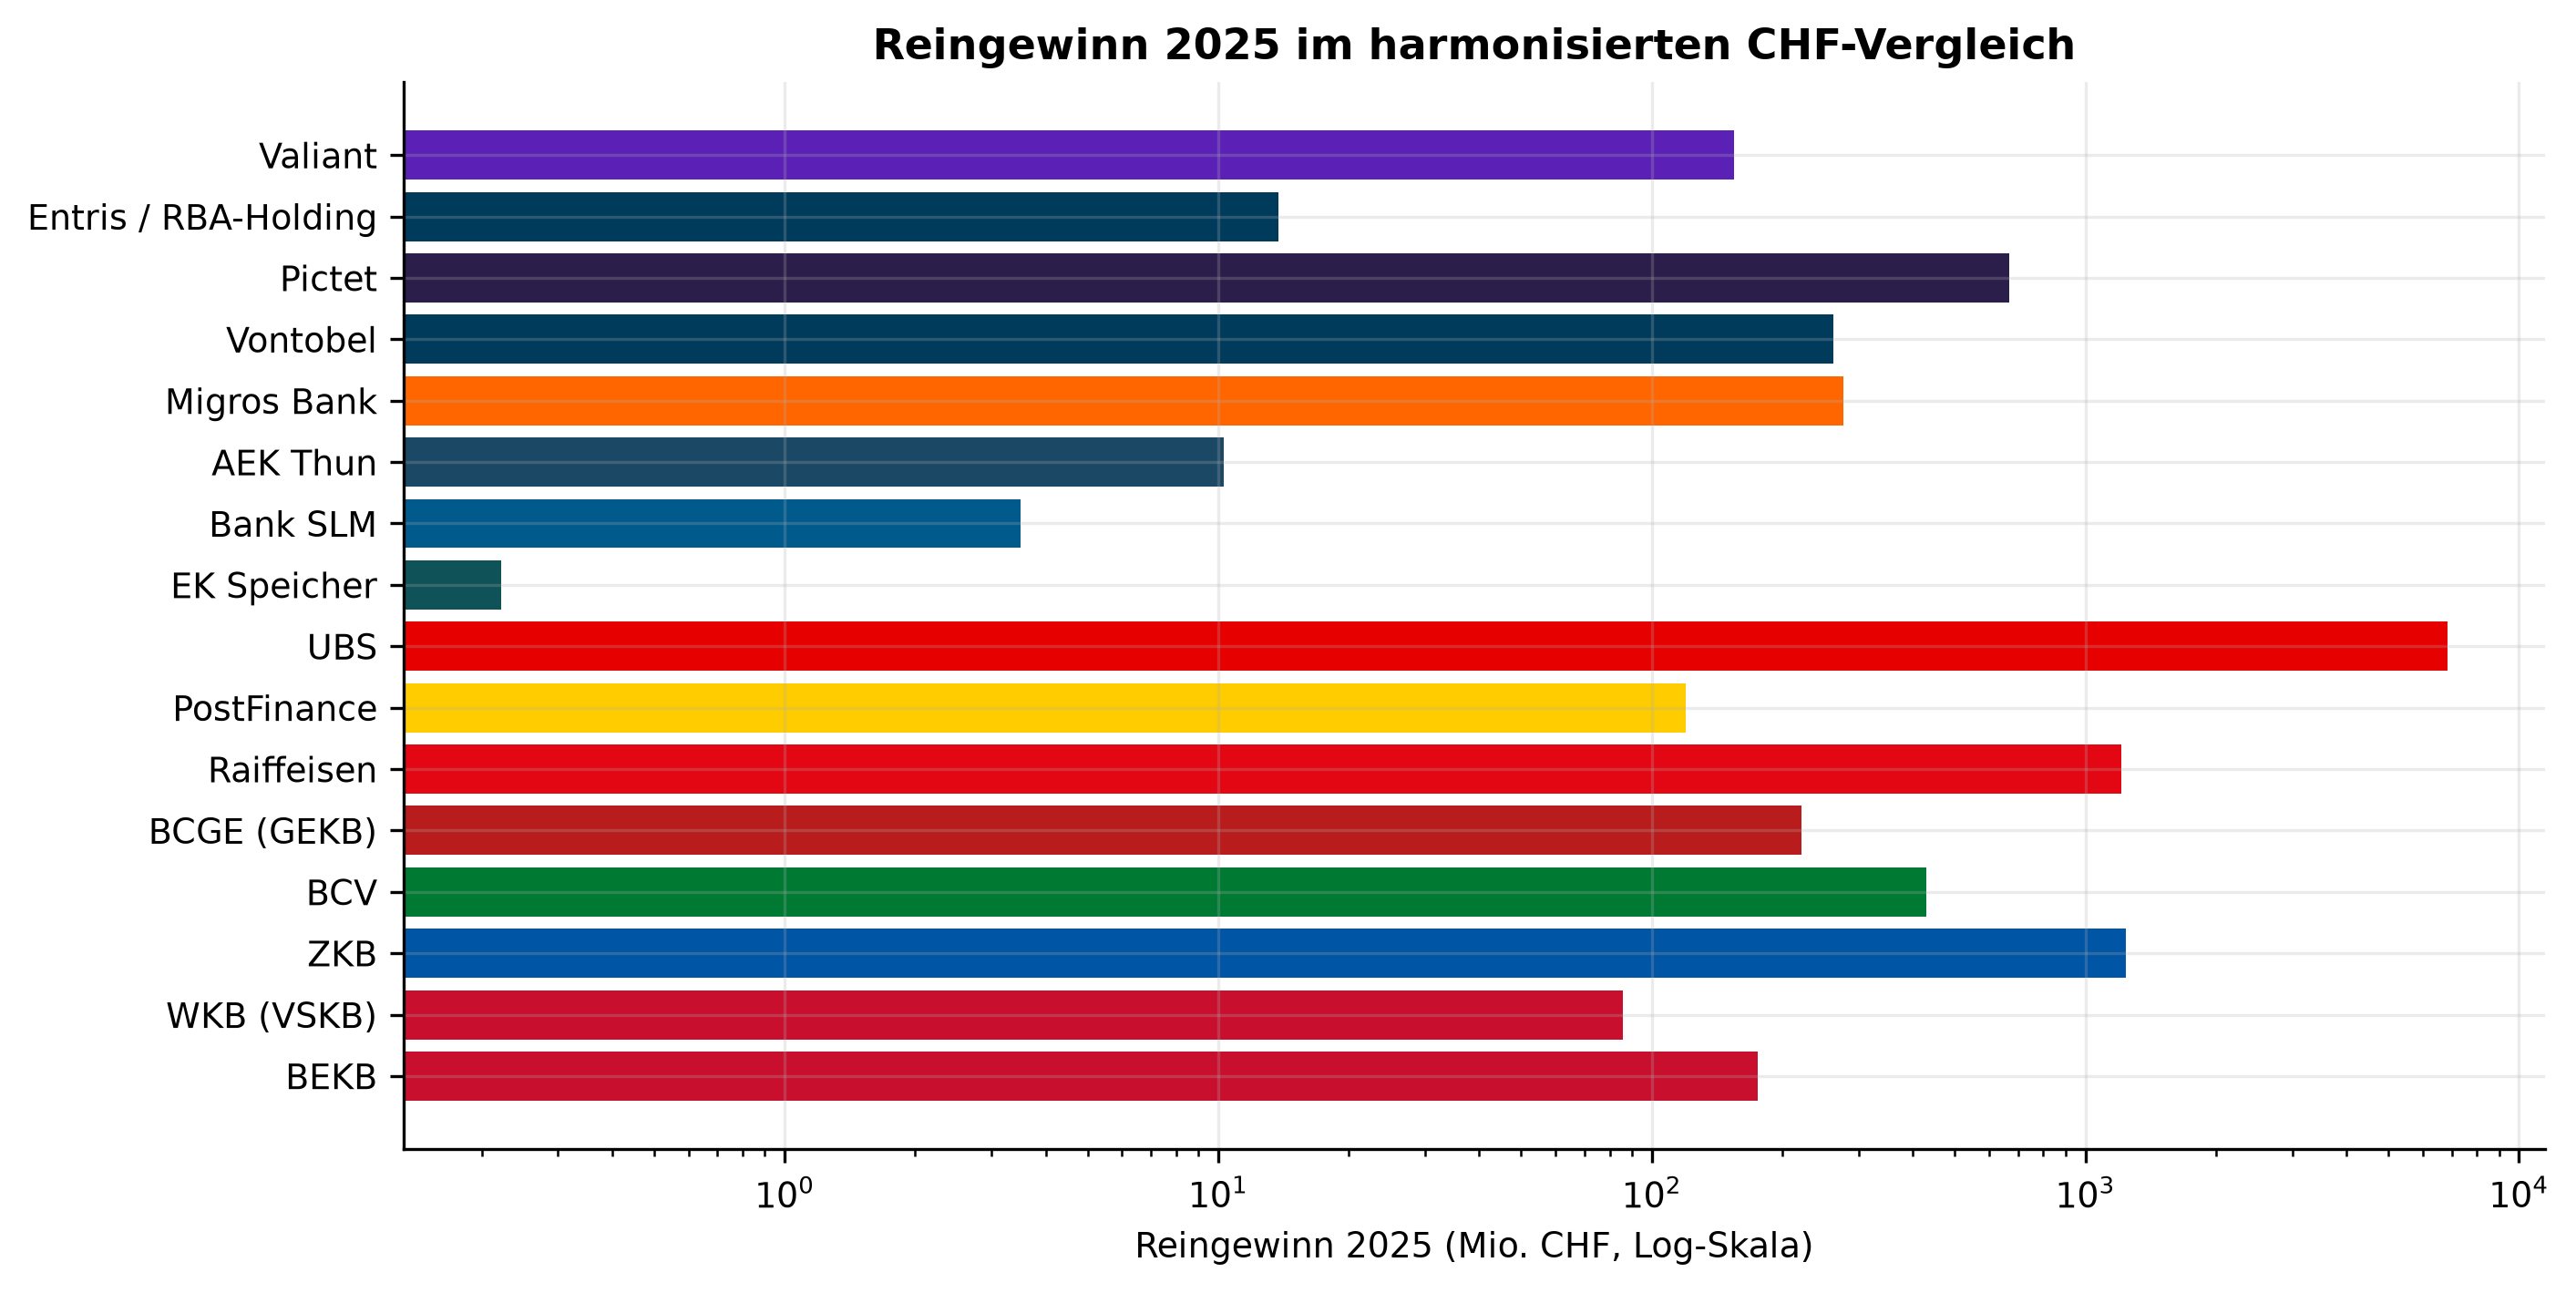 Reingewinn 2025 im harmonisierten CHF-Vergleich
Valiant
Entris / RBA-Holding
Pictet
Vontobel
Migros Bank
AEK Thun
Bank SLM
EK Speicher
UBS
PostFinance
Raiffeisen
BCGE (GEKB)
BCV
ZKB
WKB (VSKB)
BEKB
10⁰ 10¹ 10² 10³ 10⁴
Reingewinn 2025 (Mio. CHF, Log-Skala)